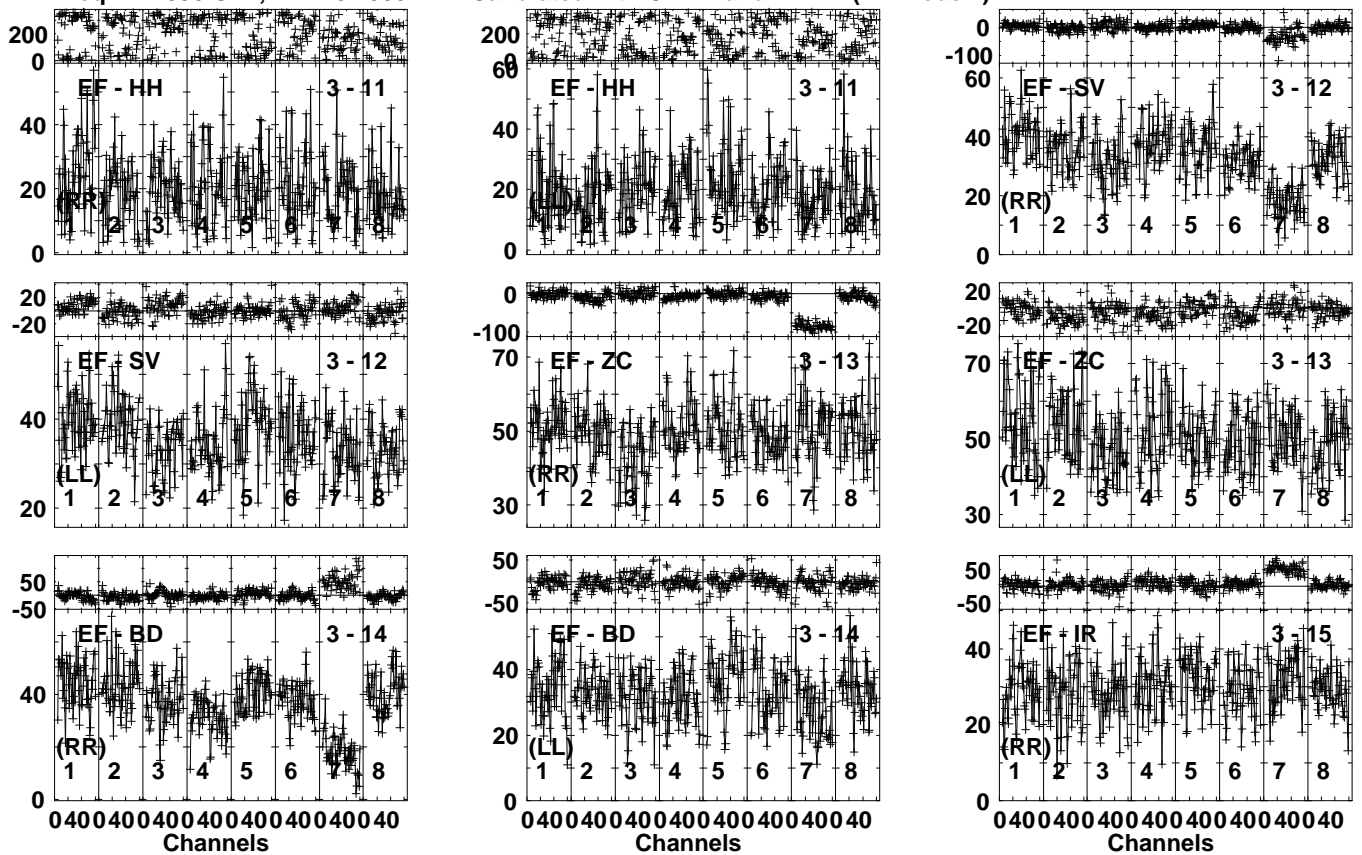 200 200 0
0 0 -100
60 60
EF - HH 3 - 11 EF - HH 3 - 11 EF - SV 3 - 12
40 40 40
20 20 20
(RR) (LL) (RR)
1 2 3 4 5 6 7 8 1 2 3 4 5 6 7 8 1 2 3 4 5 6 7 8
0 0 0
20 0 20
-20 -100 -20
70 70
EF - SV 3 - 12 EF - ZC 3 - 13 EF - ZC 3 - 13
40 50 50
(LL) (RR) (LL)
1 2 3 4 5 6 7 8 1 2 3 4 5 6 7 8 1 2 3 4 5 6 7 8
20 30 30
50 50 50
-50 -50 -50
EF - BD 3 - 14 EF - BD 3 - 14 EF - IR 3 - 15
40 40 40
20 20
(RR) (LL) (RR)
1 2 3 4 5 6 7 8 1 2 3 4 5 6 7 8 1 2 3 4 5 6 7 8
0 0 0
0 40 0 40 0 40 0 40 0 40 0 40 0 40 0 40 0 40 0 40 0 40 0 40 0 40 0 40 0 40 0 40 0 40 0 40 0 40 0 40 0 40 0 40 0 40 0 40
Channels Channels Channels